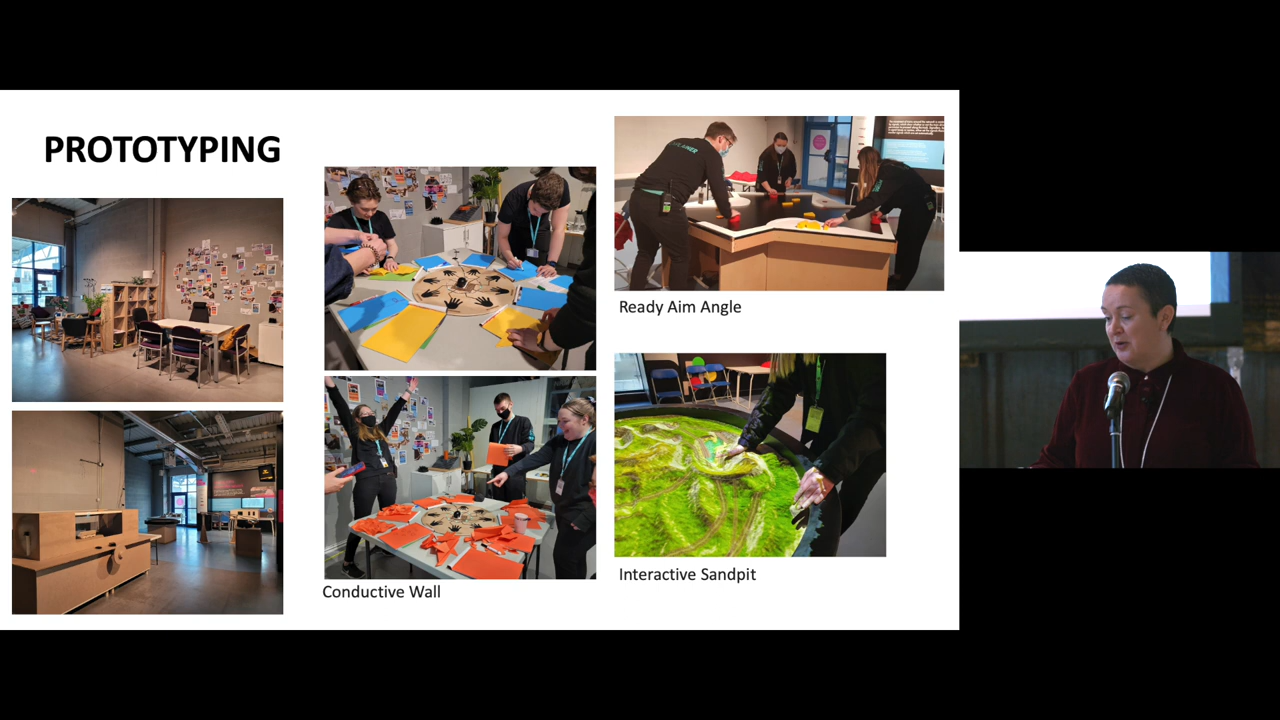 PROTOTYPING
Ready Aim Angle
Interactive Sandpit
Conductive Wall